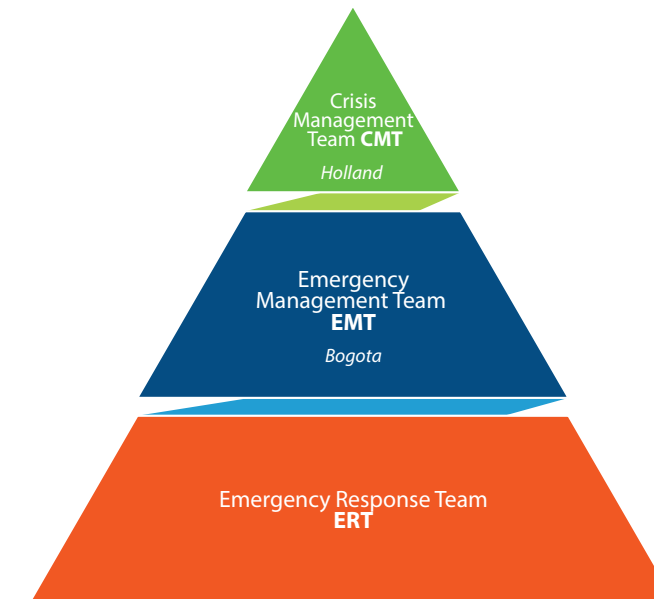 Crisis
Management
Team CMT
Holland
Emergency
Management Team
EMT
Bogota
Emergency Response Team
ERT